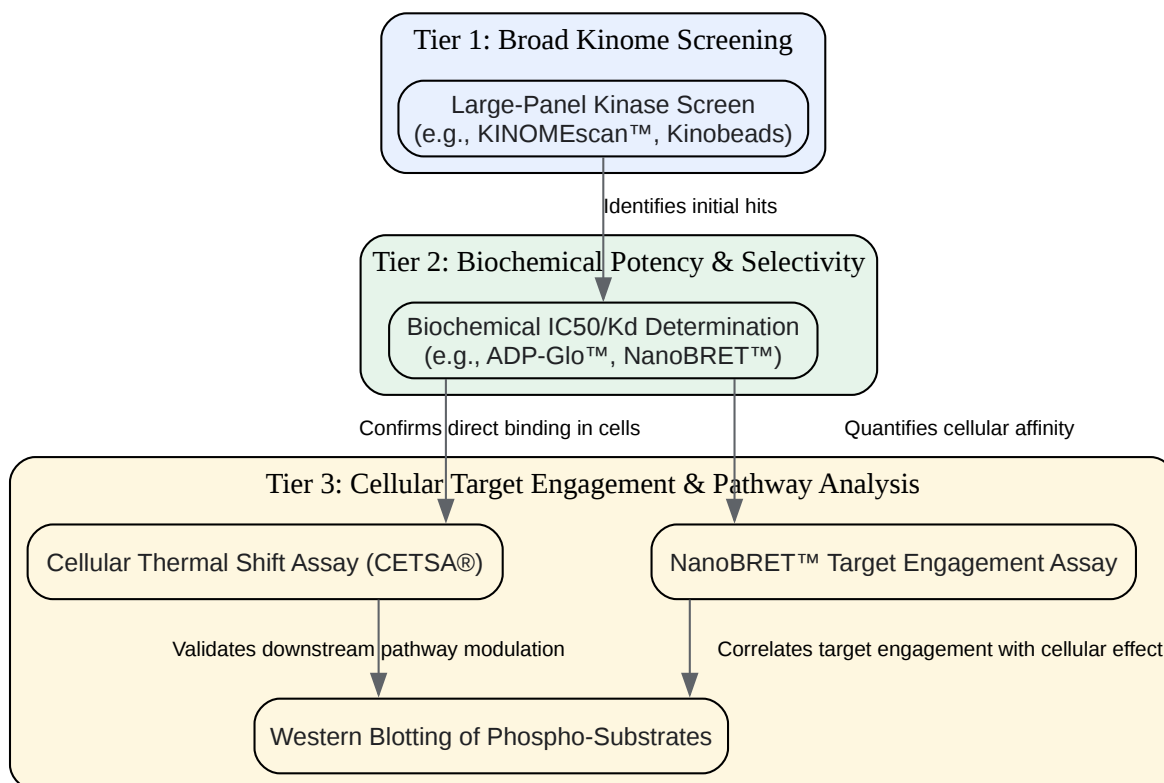 Tier 1: Broad Kinome Screening
Large-Panel Kinase Screen
(e.g., KINOMEscan™, Kinobeads)
Identifies initial hits
Tier 2: Biochemical Potency & Selectivity
Biochemical IC50/Kd Determination
(e.g., ADP-Glo™, NanoBRET™)
Confirms direct binding in cells
Quantifies cellular affinity
Tier 3: Cellular Target Engagement & Pathway Analysis
Cellular Thermal Shift Assay (CETSA®)
NanoBRET™ Target Engagement Assay
Validates downstream pathway modulation
Correlates target engagement with cellular effect
Western Blotting of Phospho-Substrates